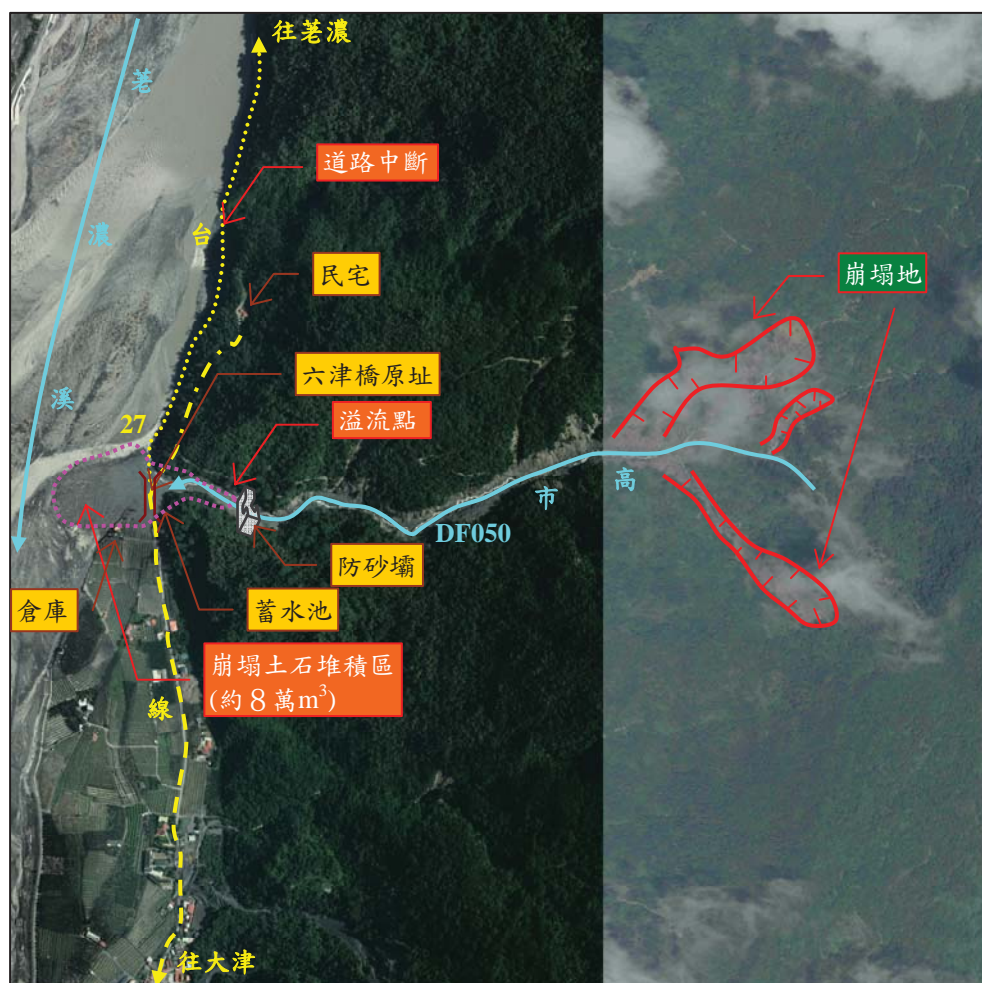 往荖濃
荖
濃
溪
道路中斷
台
27
線
民宅
崩塌地
六津橋原址
溢流點
高
市
DF050
防砂壩
倉庫
蓄水池
崩塌土石堆積區
(約８萬m³)
往大津